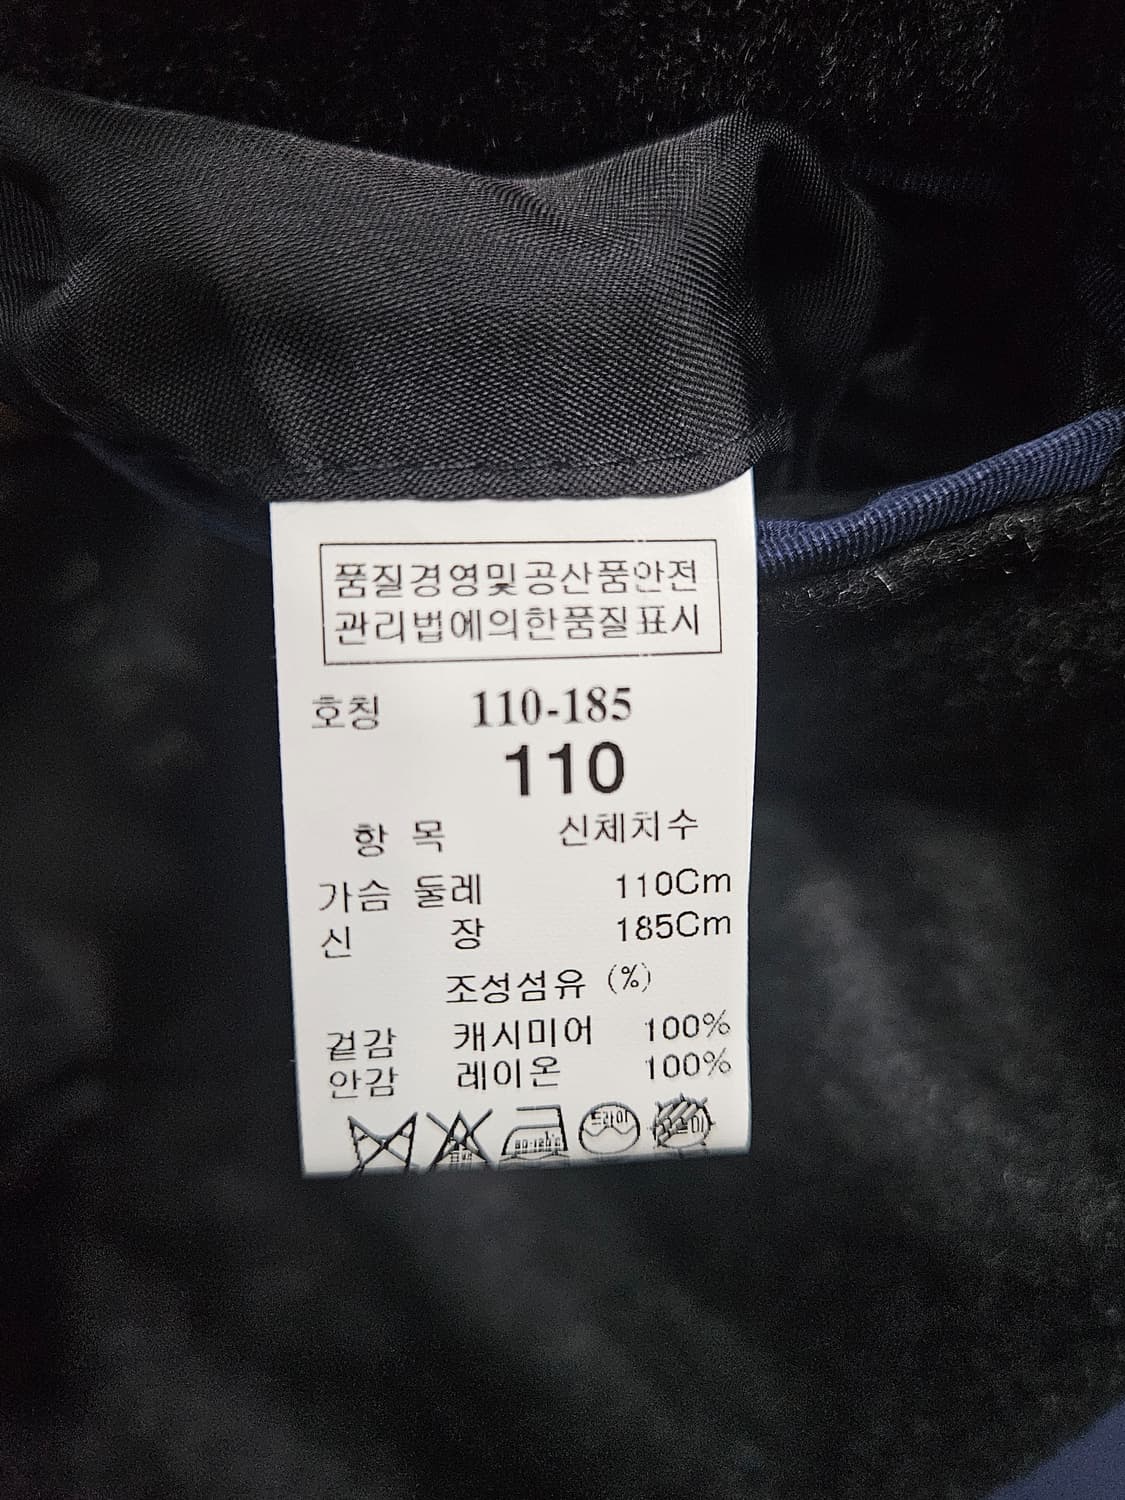 품질경영및공산품안전
관리법에의한품질표시
호칭 110-185
110
항 목 신체치수
가슴 둘레 110Cm
신 장 185Cm
조성섬유 (%)
겉감 캐시미어 100%
안감 레이온 100%
드라이